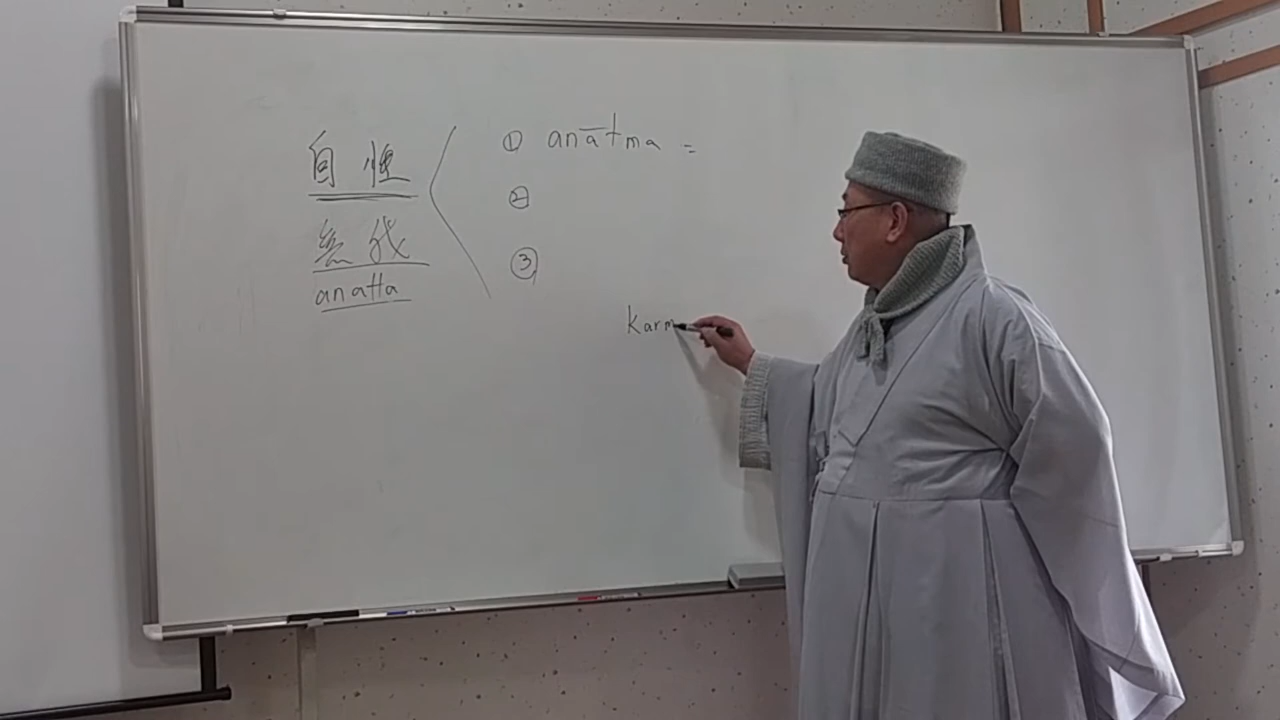 自性
無我
anatta
① anātma =
②
③
karm